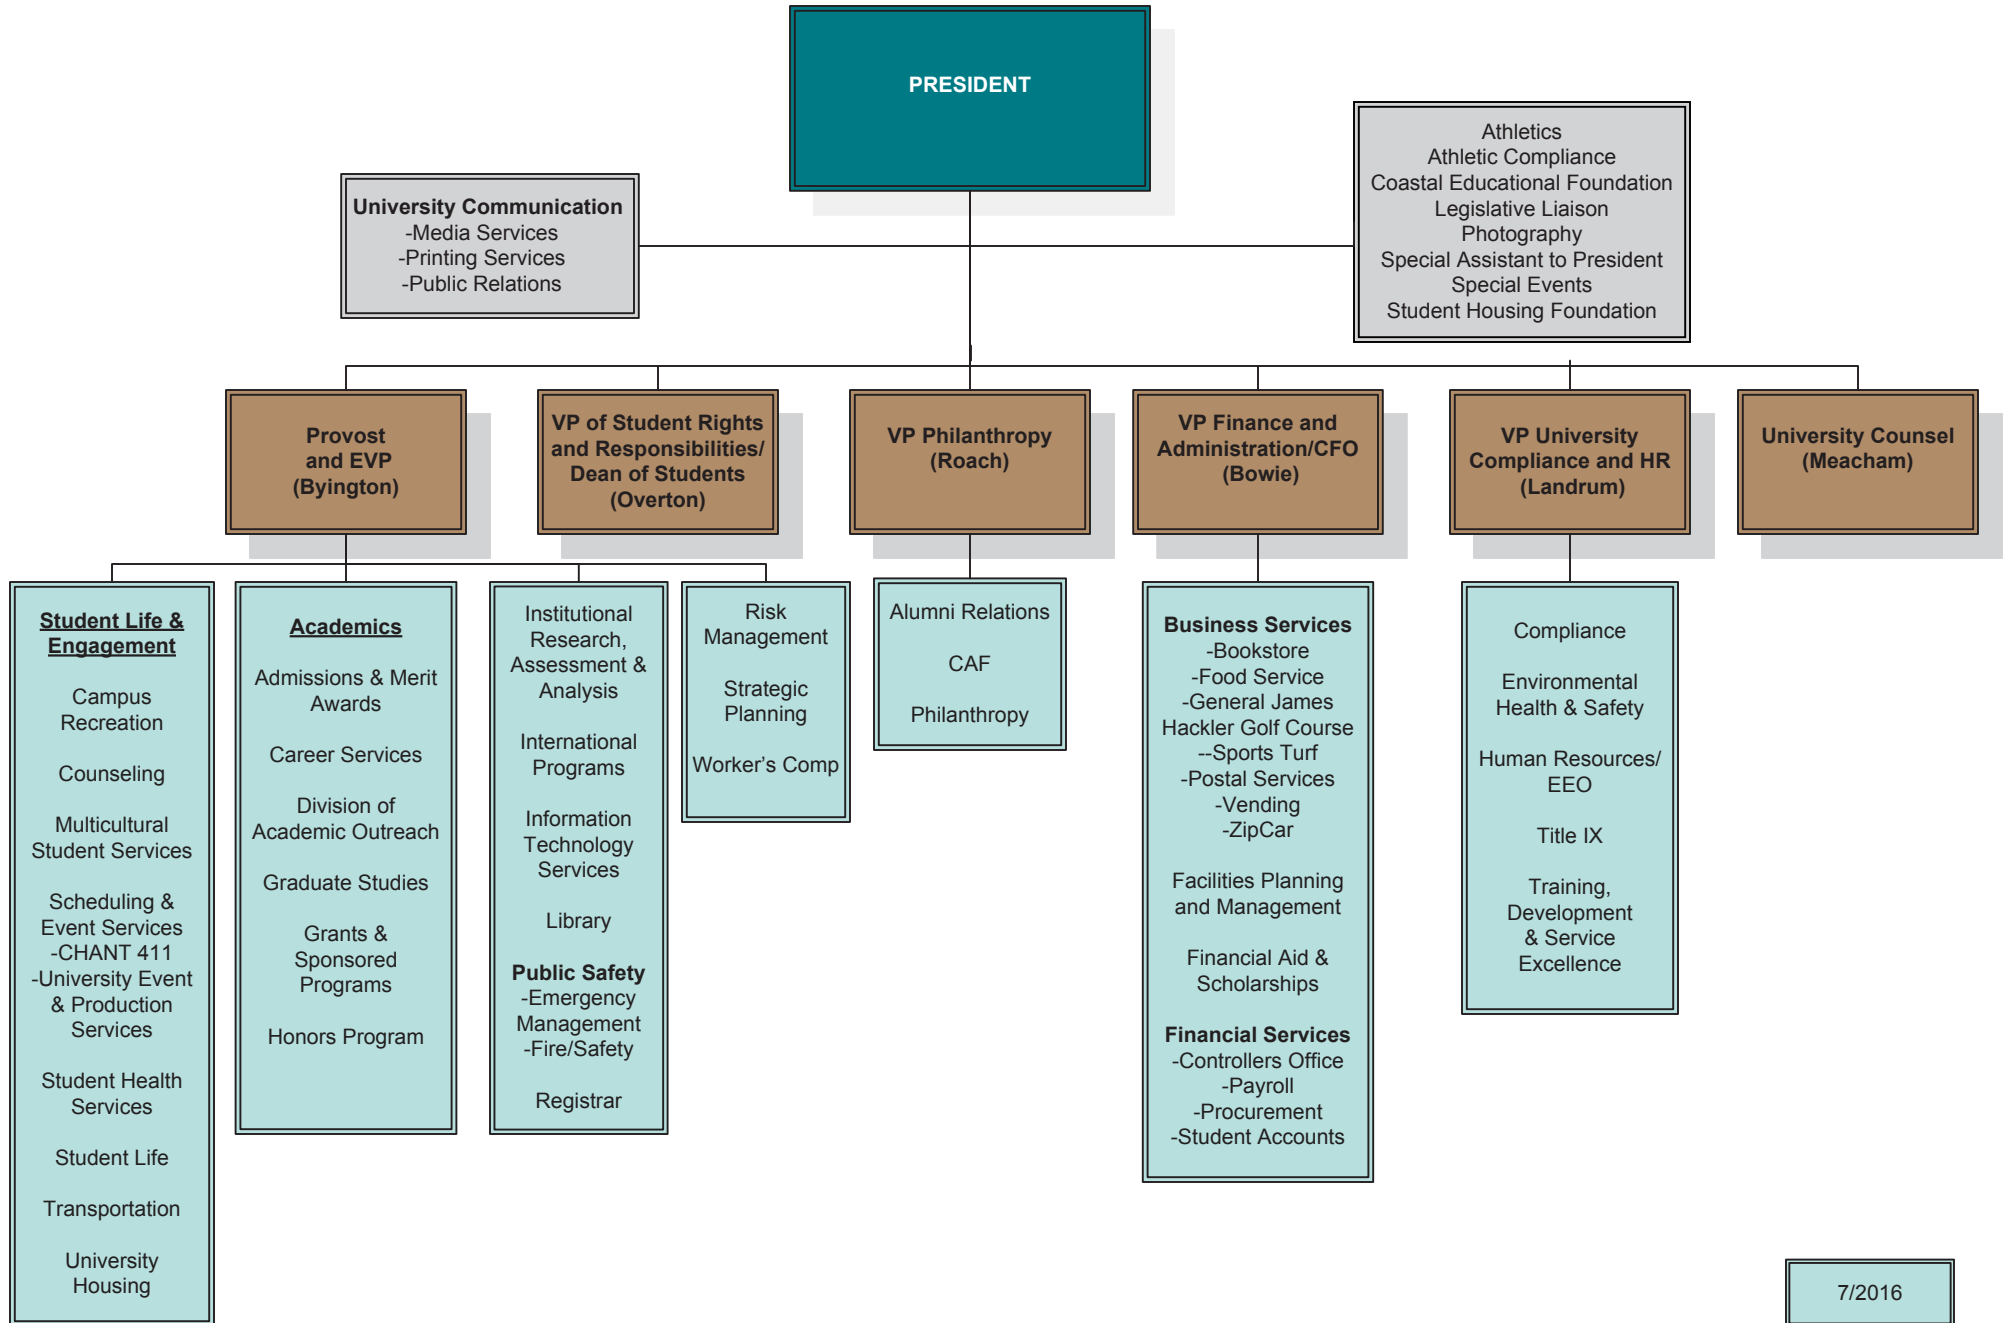 PRESIDENT
University Communication
-Media Services
-Printing Services
-Public Relations
Athletics
Athletic Compliance
Coastal Educational Foundation
Legislative Liaison
Photography
Special Assistant to President
Special Events
Student Housing Foundation
Provost
and EVP
(Byington)
VP of Student Rights
and Responsibilities/
Dean of Students
(Overton)
VP Philanthropy
(Roach)
VP Finance and
Administration/CFO
(Bowie)
VP University
Compliance and HR
(Landrum)
University Counsel
(Meacham)
Student Life &
Engagement
Campus
Recreation
Counseling
Multicultural
Student Services
Scheduling &
Event Services
-CHANT 411
-University Event
& Production
Services
Student Health
Services
Student Life
Transportation
University
Housing
Academics
Admissions & Merit
Awards
Career Services
Division of
Academic Outreach
Graduate Studies
Grants &
Sponsored
Programs
Honors Program
Institutional
Research,
Assessment &
Analysis
International
Programs
Information
Technology
Services
Library
Public Safety
-Emergency
Management
-Fire/Safety
Registrar
Risk
Management
Strategic
Planning
Worker's Comp
Alumni Relations
CAF
Philanthropy
Business Services
-Bookstore
-Food Service
-General James
Hackler Golf Course
--Sports Turf
-Postal Services
-Vending
-ZipCar
Facilities Planning
and Management
Financial Aid &
Scholarships
Financial Services
-Controllers Office
-Payroll
-Procurement
-Student Accounts
Compliance
Environmental
Health & Safety
Human Resources/
EEO
Title IX
Training,
Development
& Service
Excellence
7/2016